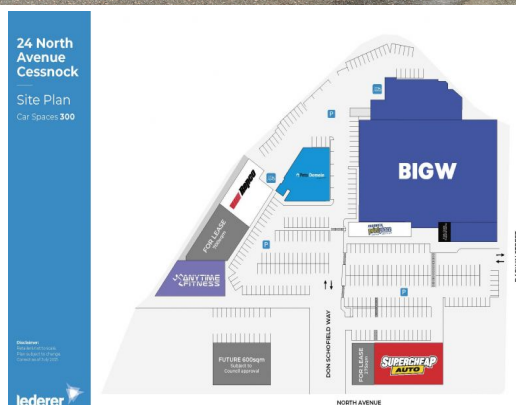 24 North
Avenue
Cessnock
Site Plan
Car Spaces 300
BIGW
Repco
FOR LEASE
ANYTIME
FITNESS
P
P
P
FUTURE 600sqm
Subject to
Council approval
DON SCHOFIELD WAY
FOR LEASE
SUPERCHEAP
AUTO
NORTH AVENUE
Disclaimer:
lederer